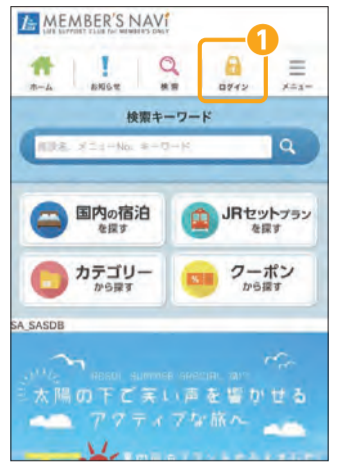 MEMBER'S NAVi
LIFE SUPPORT CLUB for MEMBER'S ONLY
1
ホーム
お知らせ
検索
ログイン
メニュー
検索キーワード
施設名、メニューNo、キーワード
国内の宿泊
を探す
JRセットプラン
を探す
カテゴリー
から探す
クーポン
から探す
SA_SASDB
SUMMER SPECIAL
太陽の下で笑い声を響かせる
アクティブな旅へ